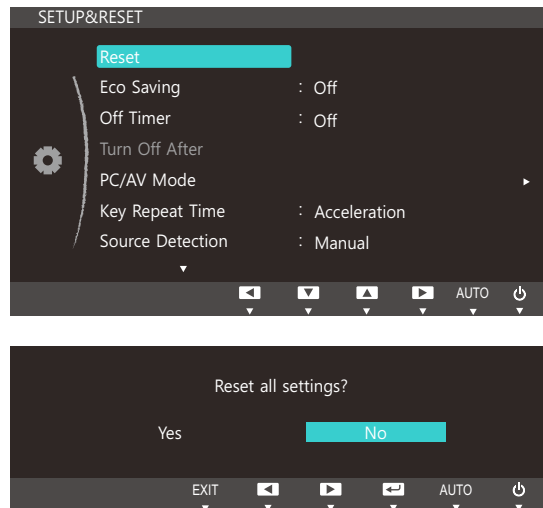 SETUP&RESET
Reset
Eco Saving : Off
Off Timer : Off
Turn Off After
PC/AV Mode
Key Repeat Time : Acceleration
Source Detection : Manual
AUTO
Reset all settings?
Yes No
EXIT AUTO